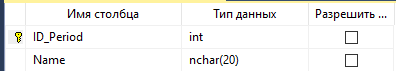 Имя столбца Тип данных Разрешить ...
ID_Period int
Name nchar(20)